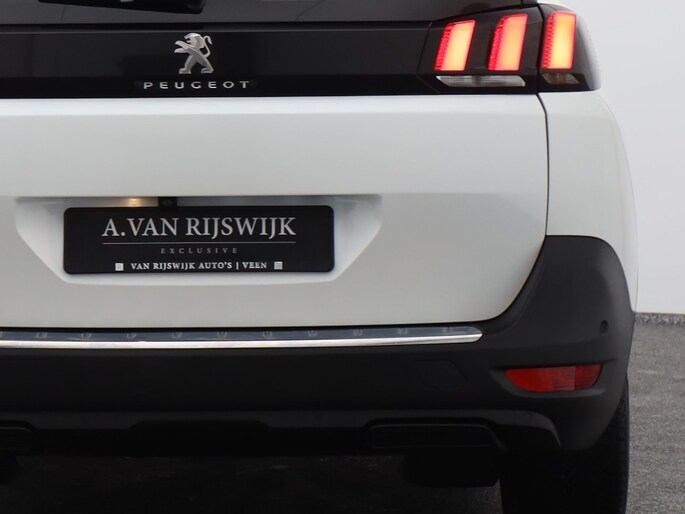 PEUGEOT
A. VAN RIJSWIJK
EXCLUSIVE
VAN RIJSWIJK AUTO'S | VEEN